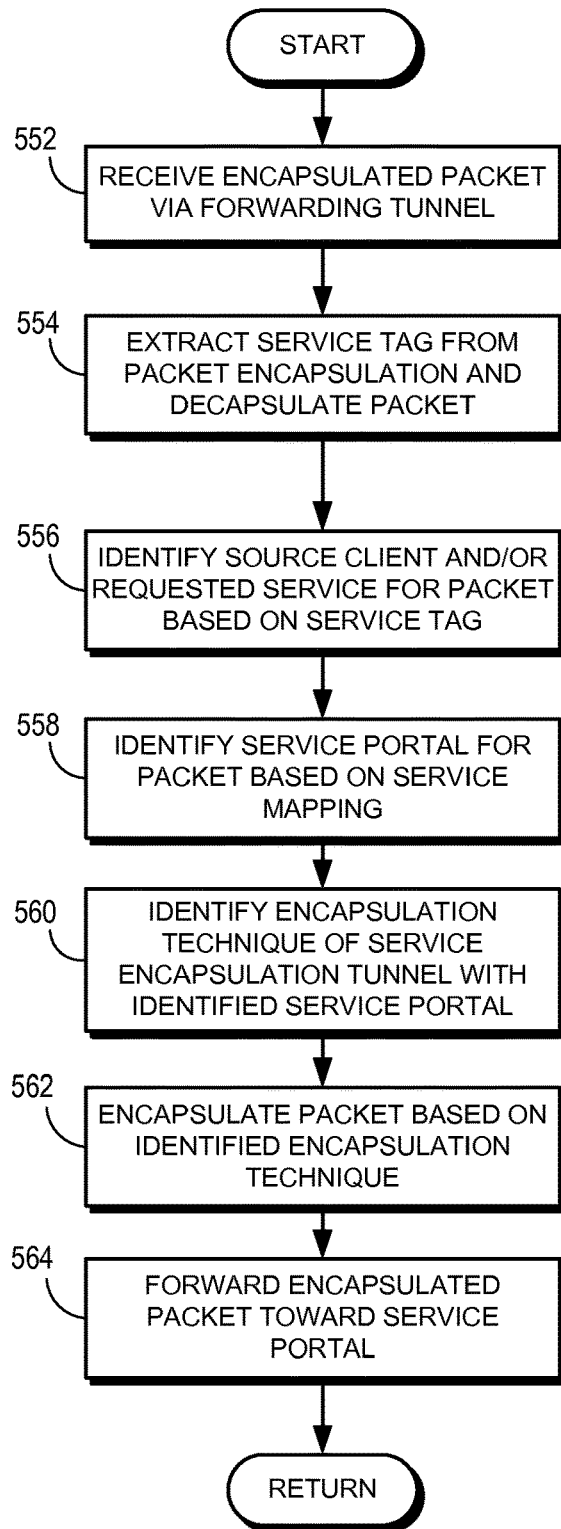 START
552
RECEIVE ENCAPSULATED PACKET
VIA FORWARDING TUNNEL
554
EXTRACT SERVICE TAG FROM
PACKET ENCAPSULATION AND
DECAPSULATE PACKET
556
IDENTIFY SOURCE CLIENT AND/OR
REQUESTED SERVICE FOR PACKET
BASED ON SERVICE TAG
558
IDENTIFY SERVICE PORTAL FOR
PACKET BASED ON SERVICE
MAPPING
560
IDENTIFY ENCAPSULATION
TECHNIQUE OF SERVICE
ENCAPSULATION TUNNEL WITH
IDENTIFIED SERVICE PORTAL
562
ENCAPSULATE PACKET BASED ON
IDENTIFIED ENCAPSULATION
TECHNIQUE
564
FORWARD ENCAPSULATED
PACKET TOWARD SERVICE
PORTAL
RETURN